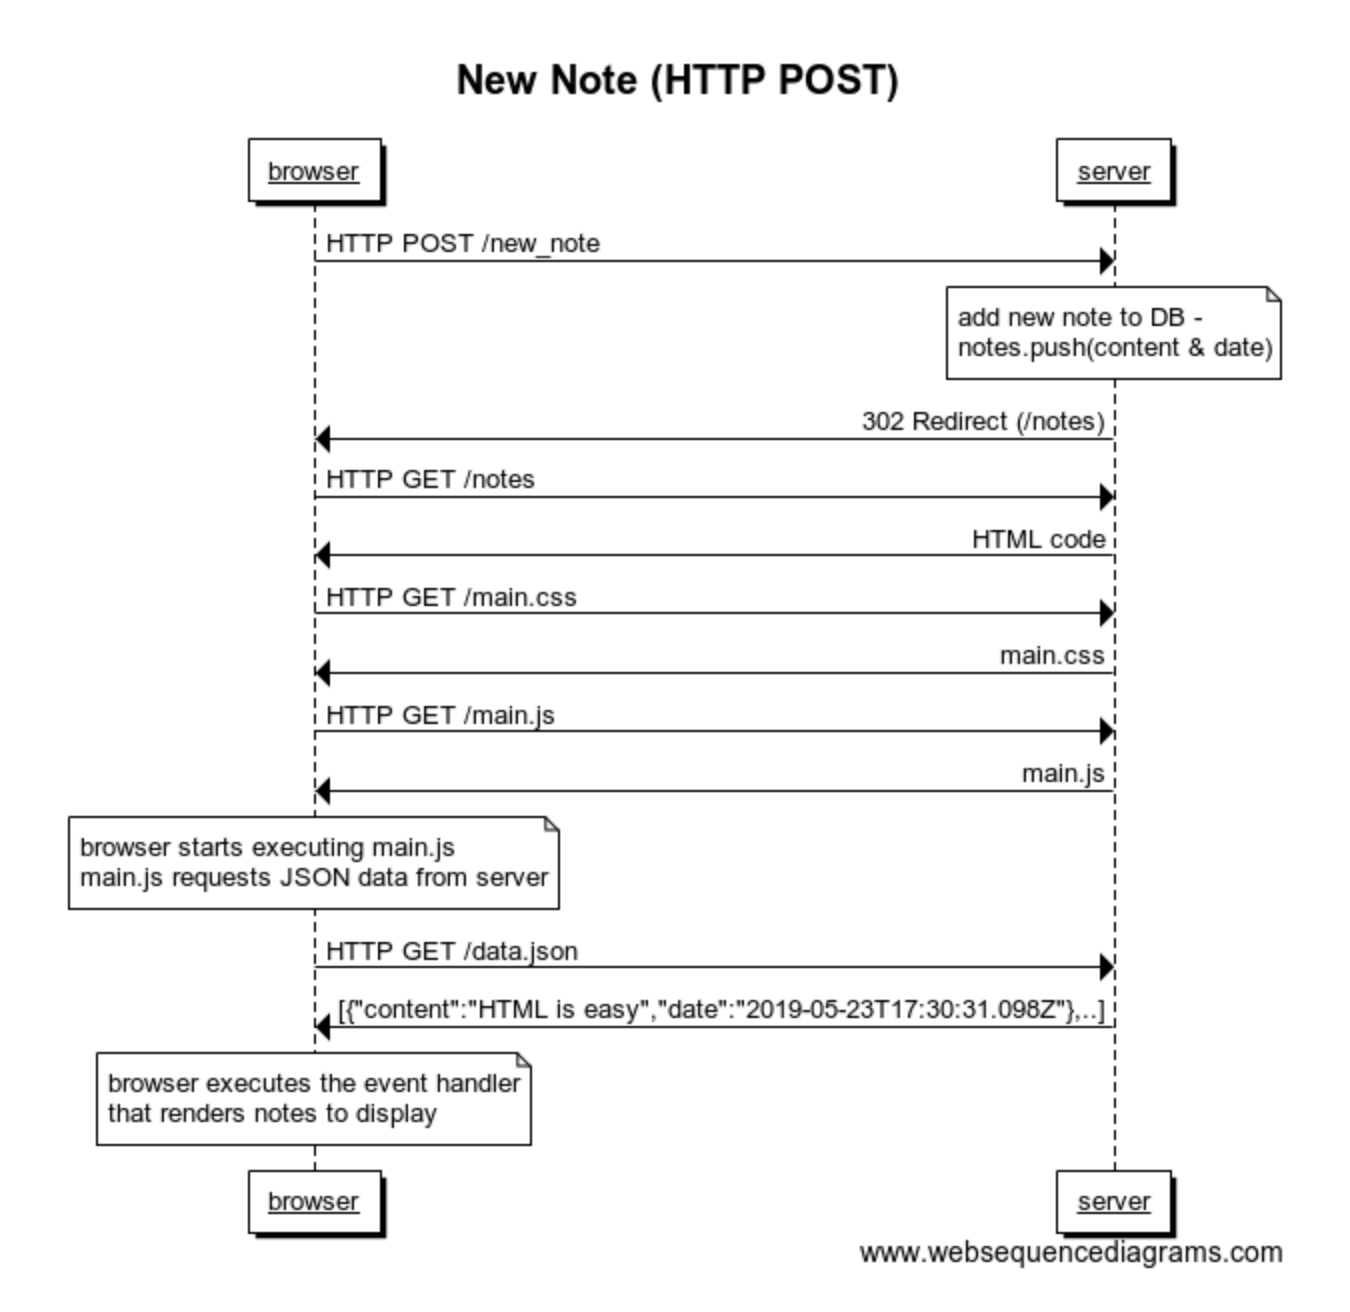 New Note (HTTP POST)
browser
server
HTTP POST /new_note
add new note to DB -
notes.push(content & date)
302 Redirect (/notes)
HTTP GET /notes
HTML code
HTTP GET /main.css
main.css
HTTP GET /main.js
main.js
browser starts executing main.js
main.js requests JSON data from server
HTTP GET /data.json
[{"content":"HTML is easy","date":"2019-05-23T17:30:31.098Z"},..]
browser executes the event handler
that renders notes to display
browser
server
www.websequencediagrams.com